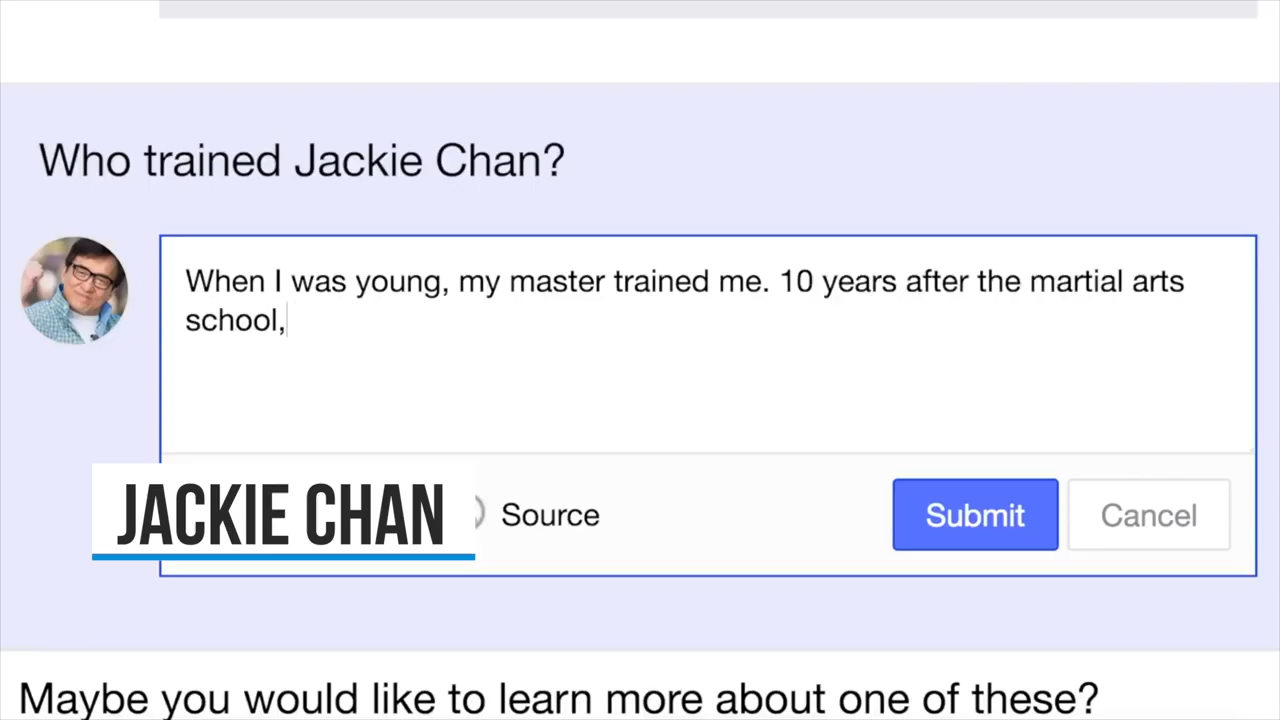 Who trained Jackie Chan?
When I was young, my master trained me. 10 years after the martial arts
school,
JACKIE CHAN
Source
Submit
Cancel
Maybe you would like to learn more about one of these?